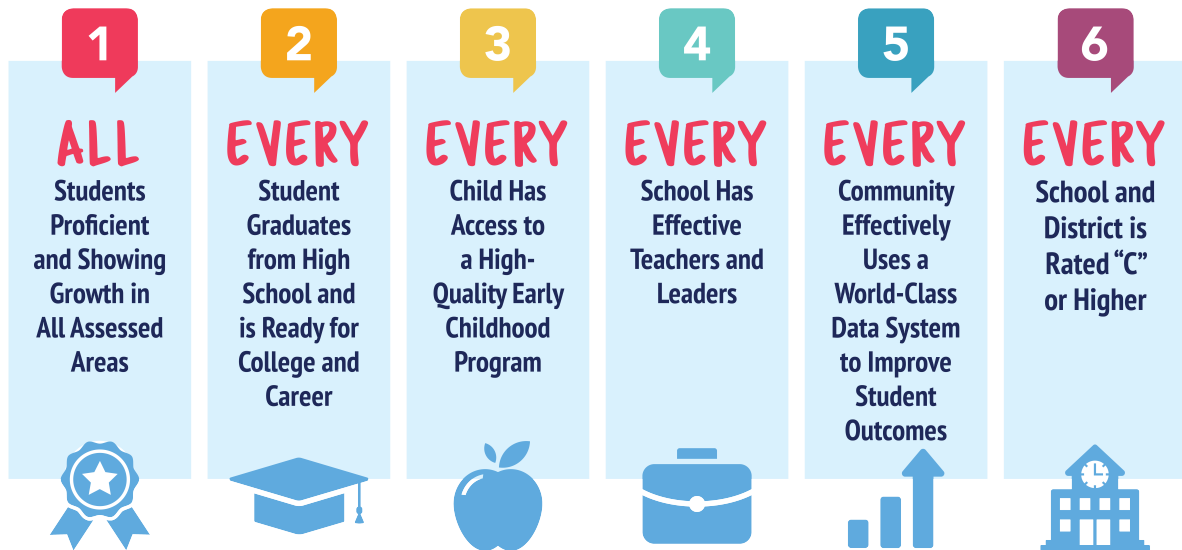 1
ALL
Students
Proficient
and Showing
Growth in
All Assessed
Areas
2
EVERY
Student
Graduates
from High
School and
is Ready for
College and
Career
3
EVERY
Child Has
Access to
a High-
Quality Early
Childhood
Program
4
EVERY
School Has
Effective
Teachers and
Leaders
5
EVERY
Community
Effectively
Uses a
World-Class
Data System
to Improve
Student
Outcomes
6
EVERY
School and
District is
Rated “C”
or Higher